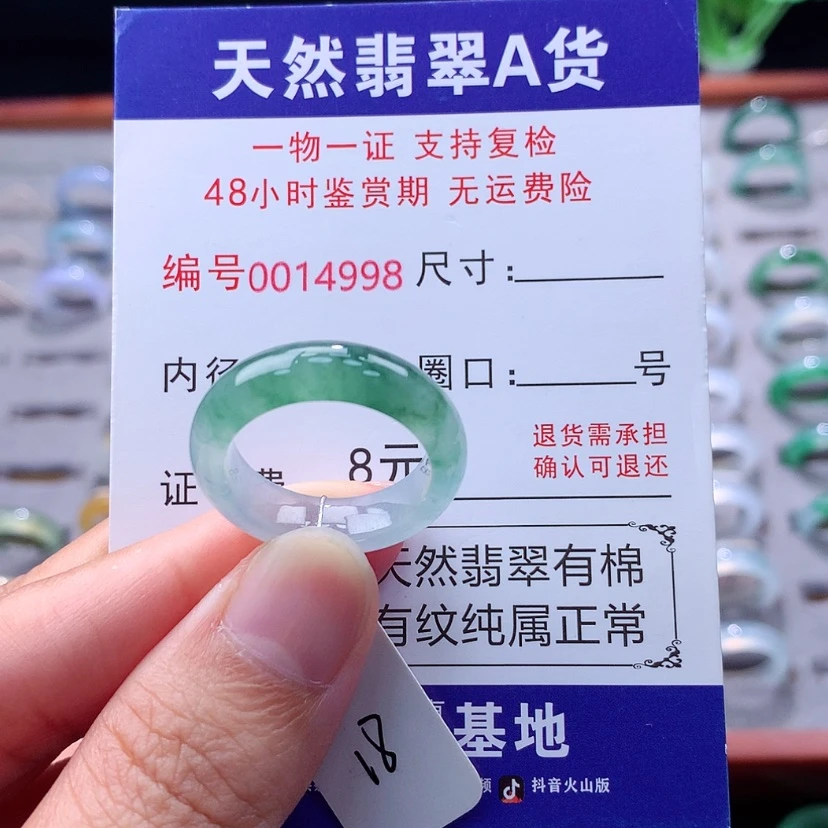 天然翡翠A货
一物一证 支持复检
48小时鉴赏期 无运费险
编号0014998 尺寸:
内径 圈口: 号
退货需承担
确认可退还
证 费 8元
天然翡翠有棉
有纹纯属正常
基地
频 抖音火山版
18